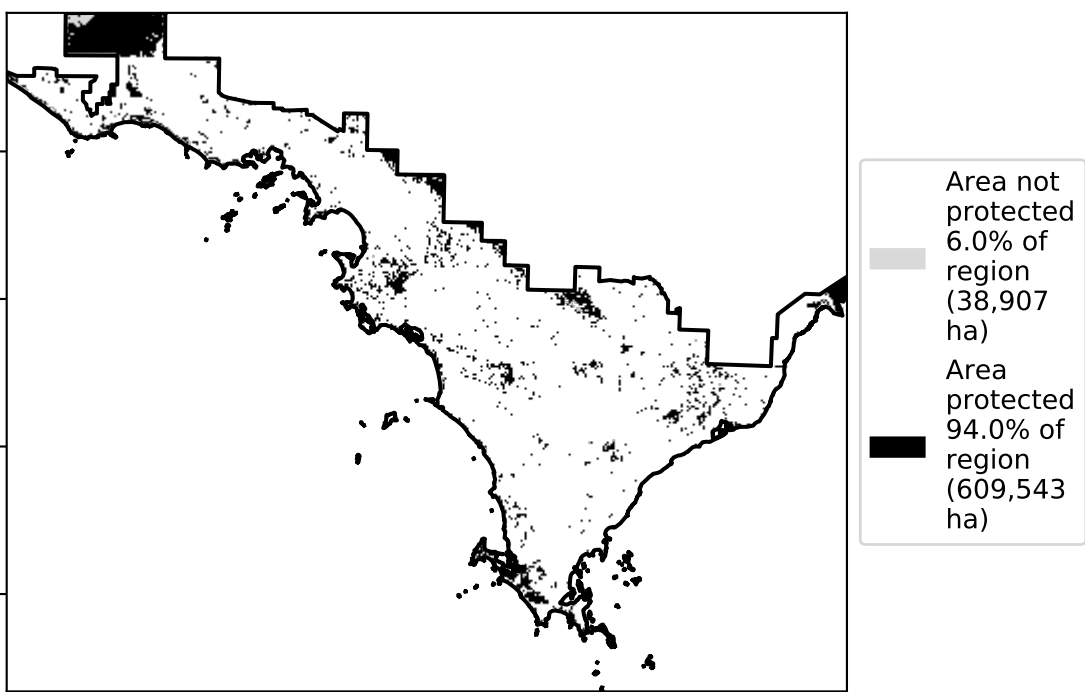 Area not
protected
6.0% of
region
(38,907
ha)
Area
protected
94.0% of
region
(609,543
ha)